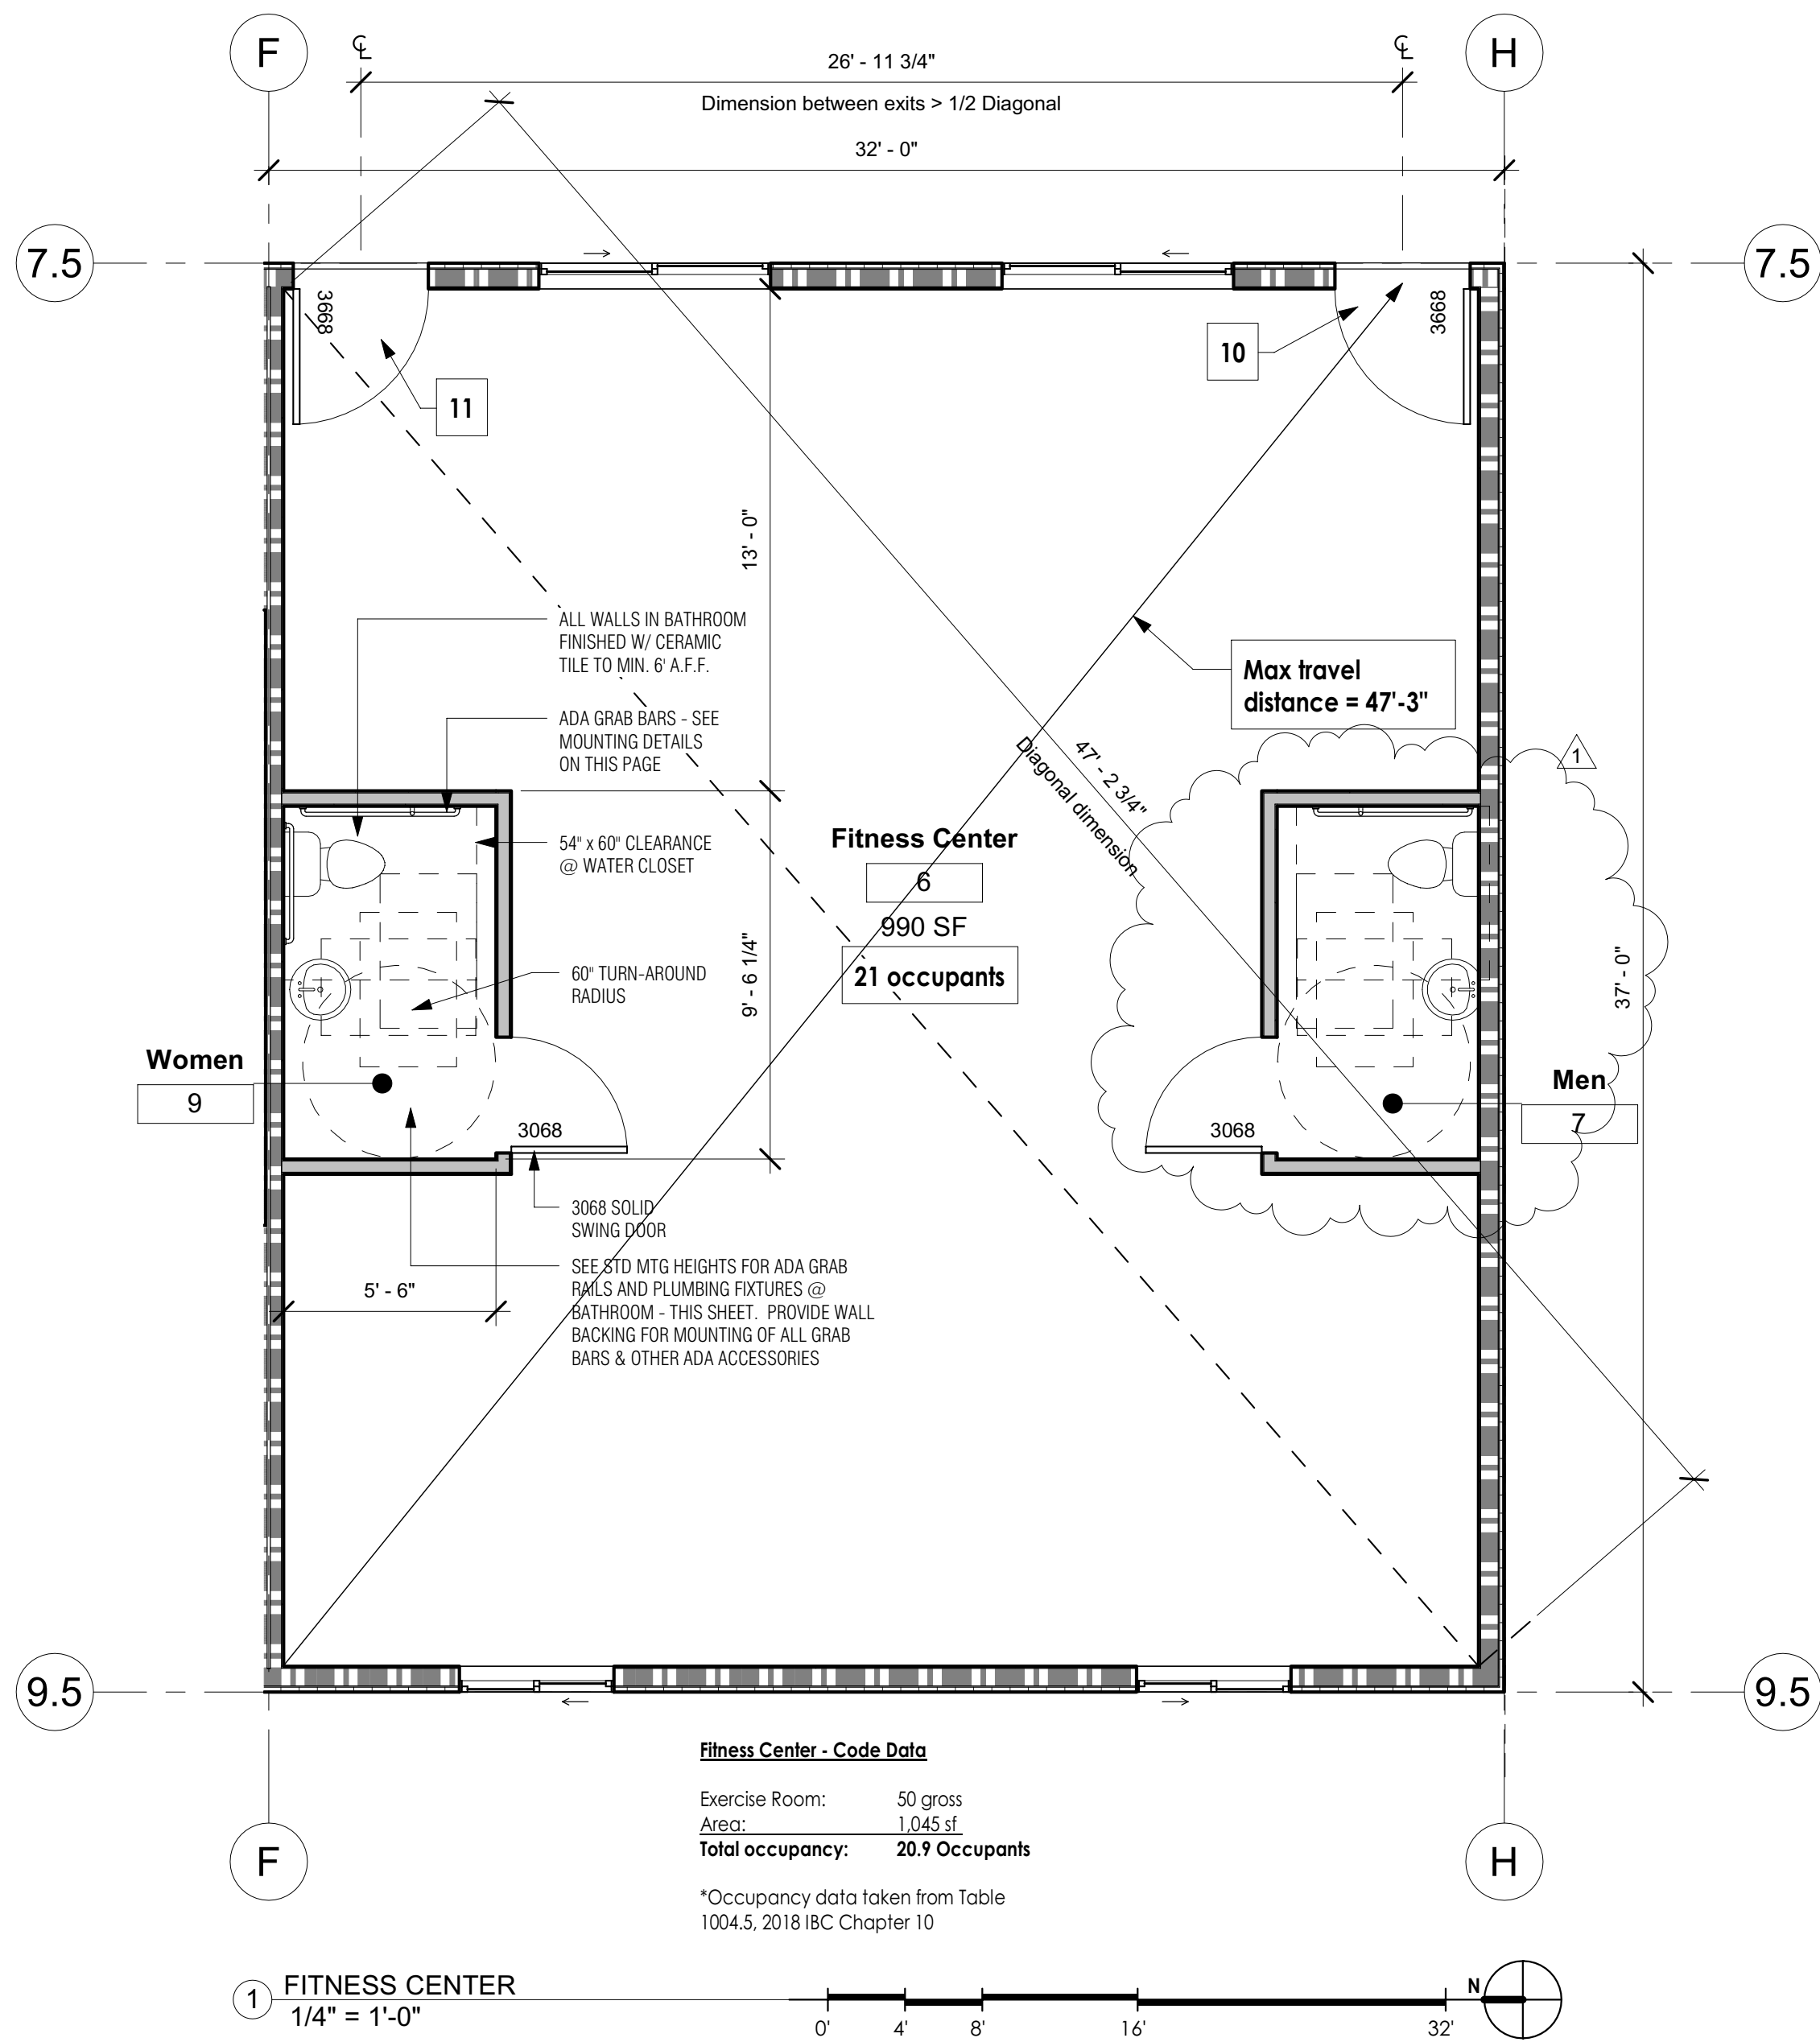 F
H
℄
℄
26' - 11 3/4"
Dimension between exits > 1/2 Diagonal
32' - 0"
7.5
7.5
3668
3668
11
10
13' - 0"
ALL WALLS IN BATHROOM
FINISHED W/ CERAMIC
TILE TO MIN. 6' A.F.F.
ADA GRAB BARS - SEE
MOUNTING DETAILS
ON THIS PAGE
Max travel
distance = 47'-3"
47' - 2 3/4"
Diagonal dimension
1
54" x 60" CLEARANCE
@ WATER CLOSET
Fitness Center
6
990 SF
21 occupants
60" TURN-AROUND
RADIUS
9' - 6 1/4"
37' - 0"
Women
9
Men
7
3068
3068
3068 SOLID
SWING DOOR
SEE STD MTG HEIGHTS FOR ADA GRAB
RAILS AND PLUMBING FIXTURES @
BATHROOM - THIS SHEET.  PROVIDE WALL
BACKING FOR MOUNTING OF ALL GRAB
BARS & OTHER ADA ACCESSORIES
5' - 6"
9.5
9.5
Fitness Center - Code Data
Exercise Room: 50 gross
Area: 1,045 sf
Total occupancy: 20.9 Occupants
*Occupancy data taken from Table
1004.5, 2018 IBC Chapter 10
F
H
1 FITNESS CENTER
1/4" = 1'-0"
0' 4' 8' 16' 32'
N